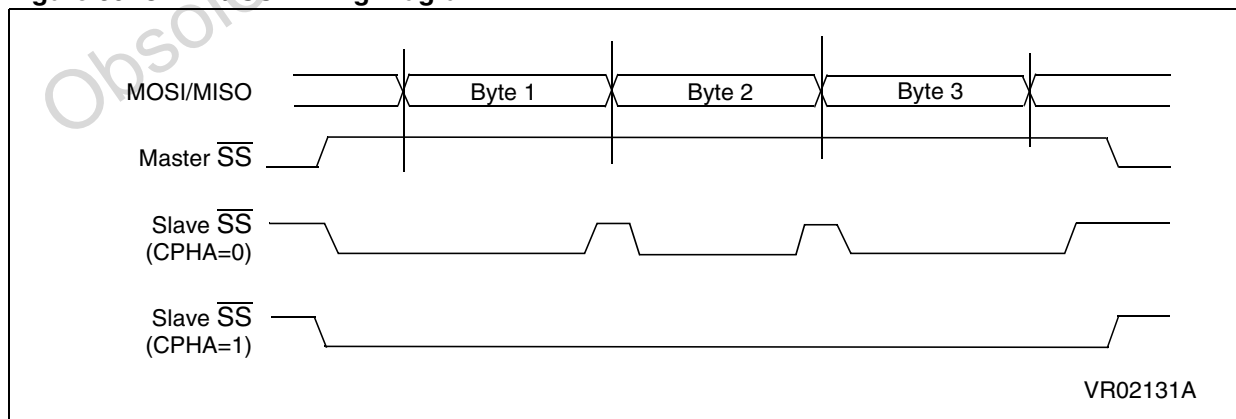 MOSI/MISO
Byte 1
Byte 2
Byte 3
Master SS
Slave SS
(CPHA=0)
Slave SS
(CPHA=1)
VR02131A